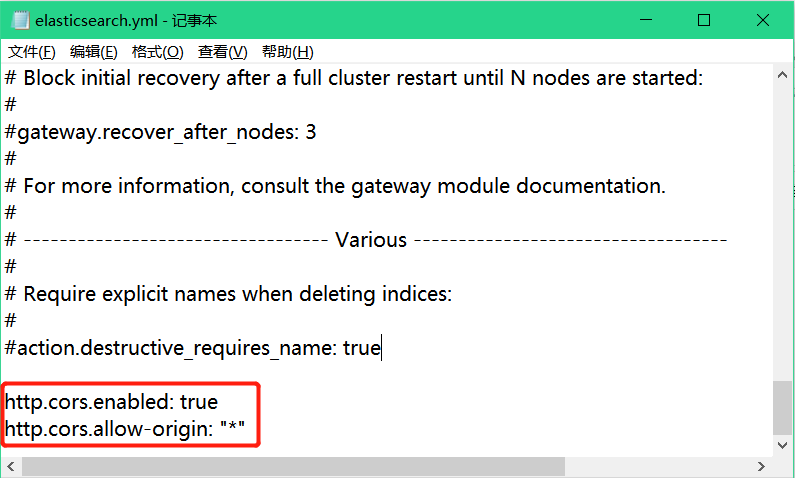 elasticsearch.yml - 记事本
文件(F) 编辑(E) 格式(O) 查看(V) 帮助(H)
# Block initial recovery after a full cluster restart until N nodes are started:
#
#gateway.recover_after_nodes: 3
#
# For more information, consult the gateway module documentation.
#
# ---------------------------------- Various -----------------------------------
#
# Require explicit names when deleting indices:
#
#action.destructive_requires_name: true
http.cors.enabled: true
http.cors.allow-origin: "*"